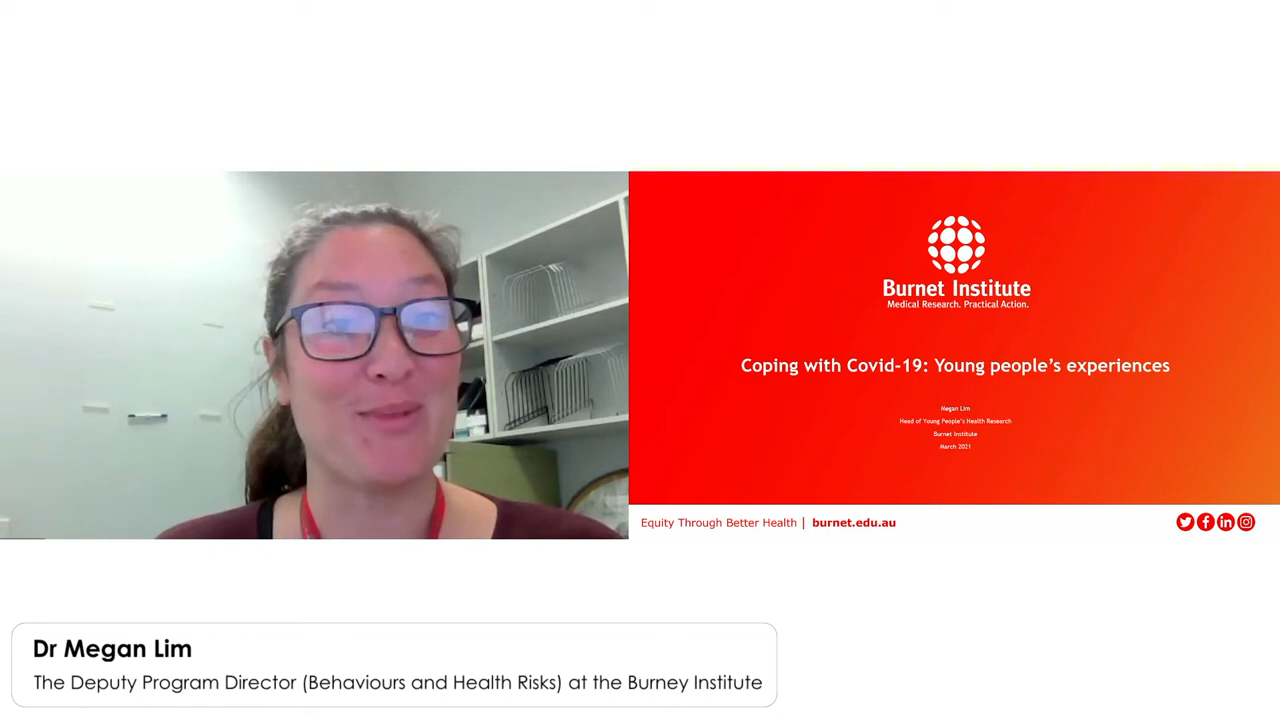 Burnet Institute
Medical Research. Practical Action.
Coping with Covid-19: Young people's experiences
Megan Lim
Head of Young People's Health Research
Burnet Institute
March 2021
Equity Through Better Health | burnet.edu.au
Dr Megan Lim
The Deputy Program Director (Behaviours and Health Risks) at the Burney Institute